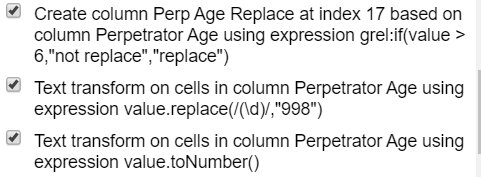 Create column Perp Age Replace at index 17 based on
column Perpetrator Age using expression grel:if(value >
6,"not replace","replace")
Text transform on cells in column Perpetrator Age using
expression value.replace(/(\d)/,"998")
Text transform on cells in column Perpetrator Age using
expression value.toNumber()